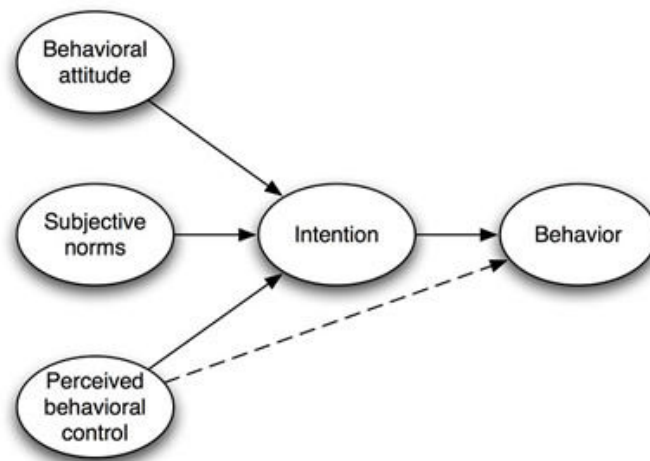 Behavioral
attitude
Subjective
norms
Intention
Behavior
Perceived
behavioral
control